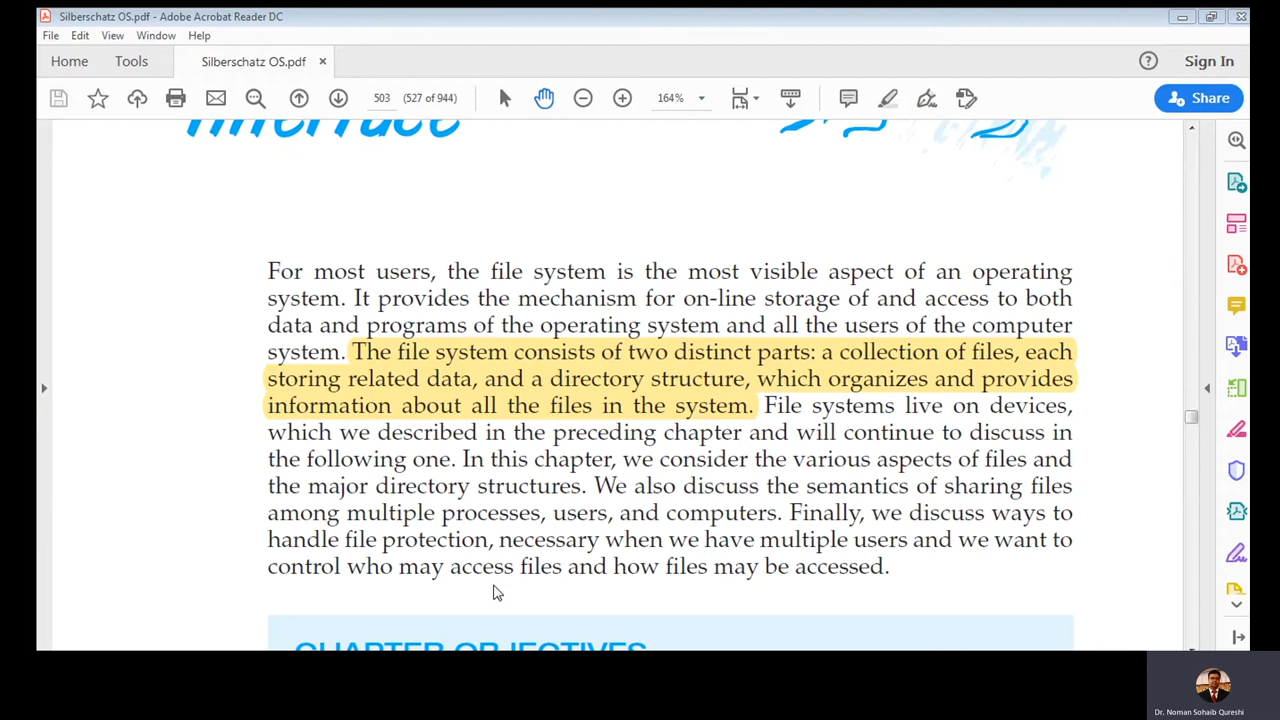 Silberschatz OS.pdf - Adobe Acrobat Reader DC
File Edit View Window Help
Home Tools Silberschatz OS.pdf × Sign In
503 (527 of 944) 164% Share
Interface
For most users, the file system is the most visible aspect of an operating
system. It provides the mechanism for on-line storage of and access to both
data and programs of the operating system and all the users of the computer
system. The file system consists of two distinct parts: a collection of files, each
storing related data, and a directory structure, which organizes and provides
information about all the files in the system. File systems live on devices,
which we described in the preceding chapter and will continue to discuss in
the following one. In this chapter, we consider the various aspects of files and
the major directory structures. We also discuss the semantics of sharing files
among multiple processes, users, and computers. Finally, we discuss ways to
handle file protection, necessary when we have multiple users and we want to
control who may access files and how files may be accessed.
CHAPTER OBJECTIVES
Dr. Noman Sohaib Qureshi